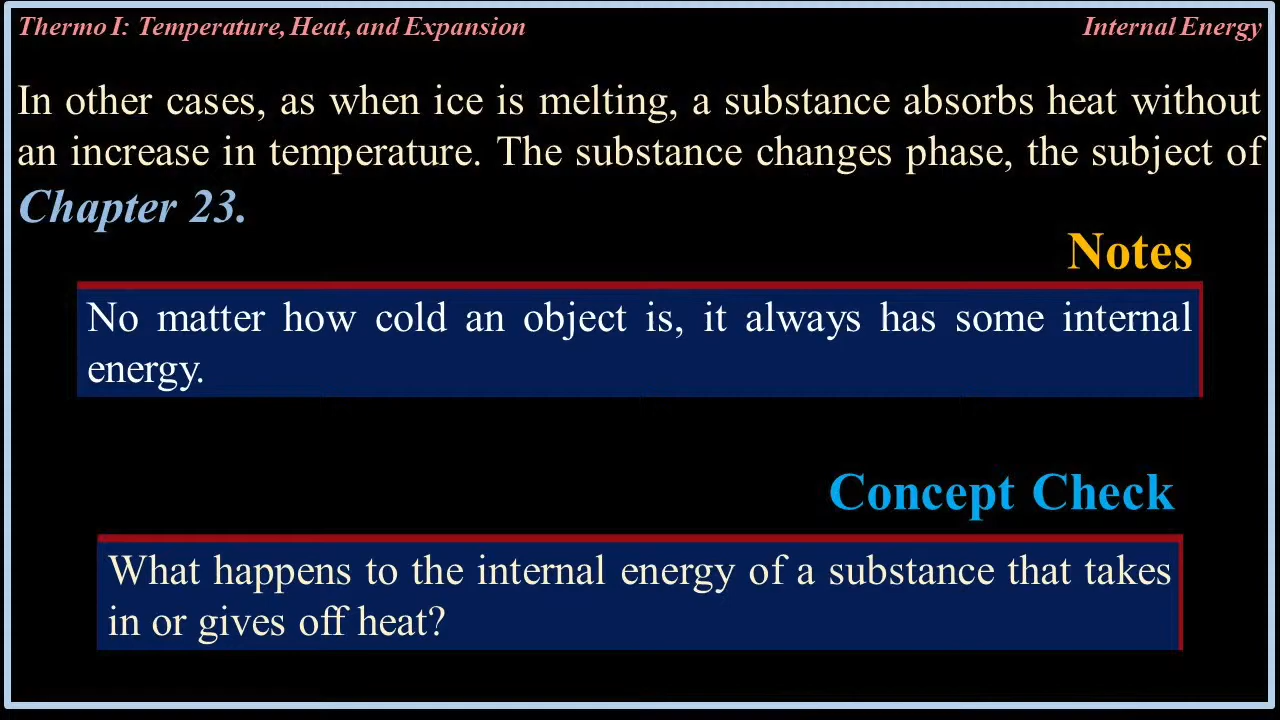 Thermo I: Temperature, Heat, and Expansion
Internal Energy
In other cases, as when ice is melting, a substance absorbs heat without
an increase in temperature. The substance changes phase, the subject of
Chapter 23.
Notes
No matter how cold an object is, it always has some internal
energy.
Concept Check
What happens to the internal energy of a substance that takes
in or gives off heat?